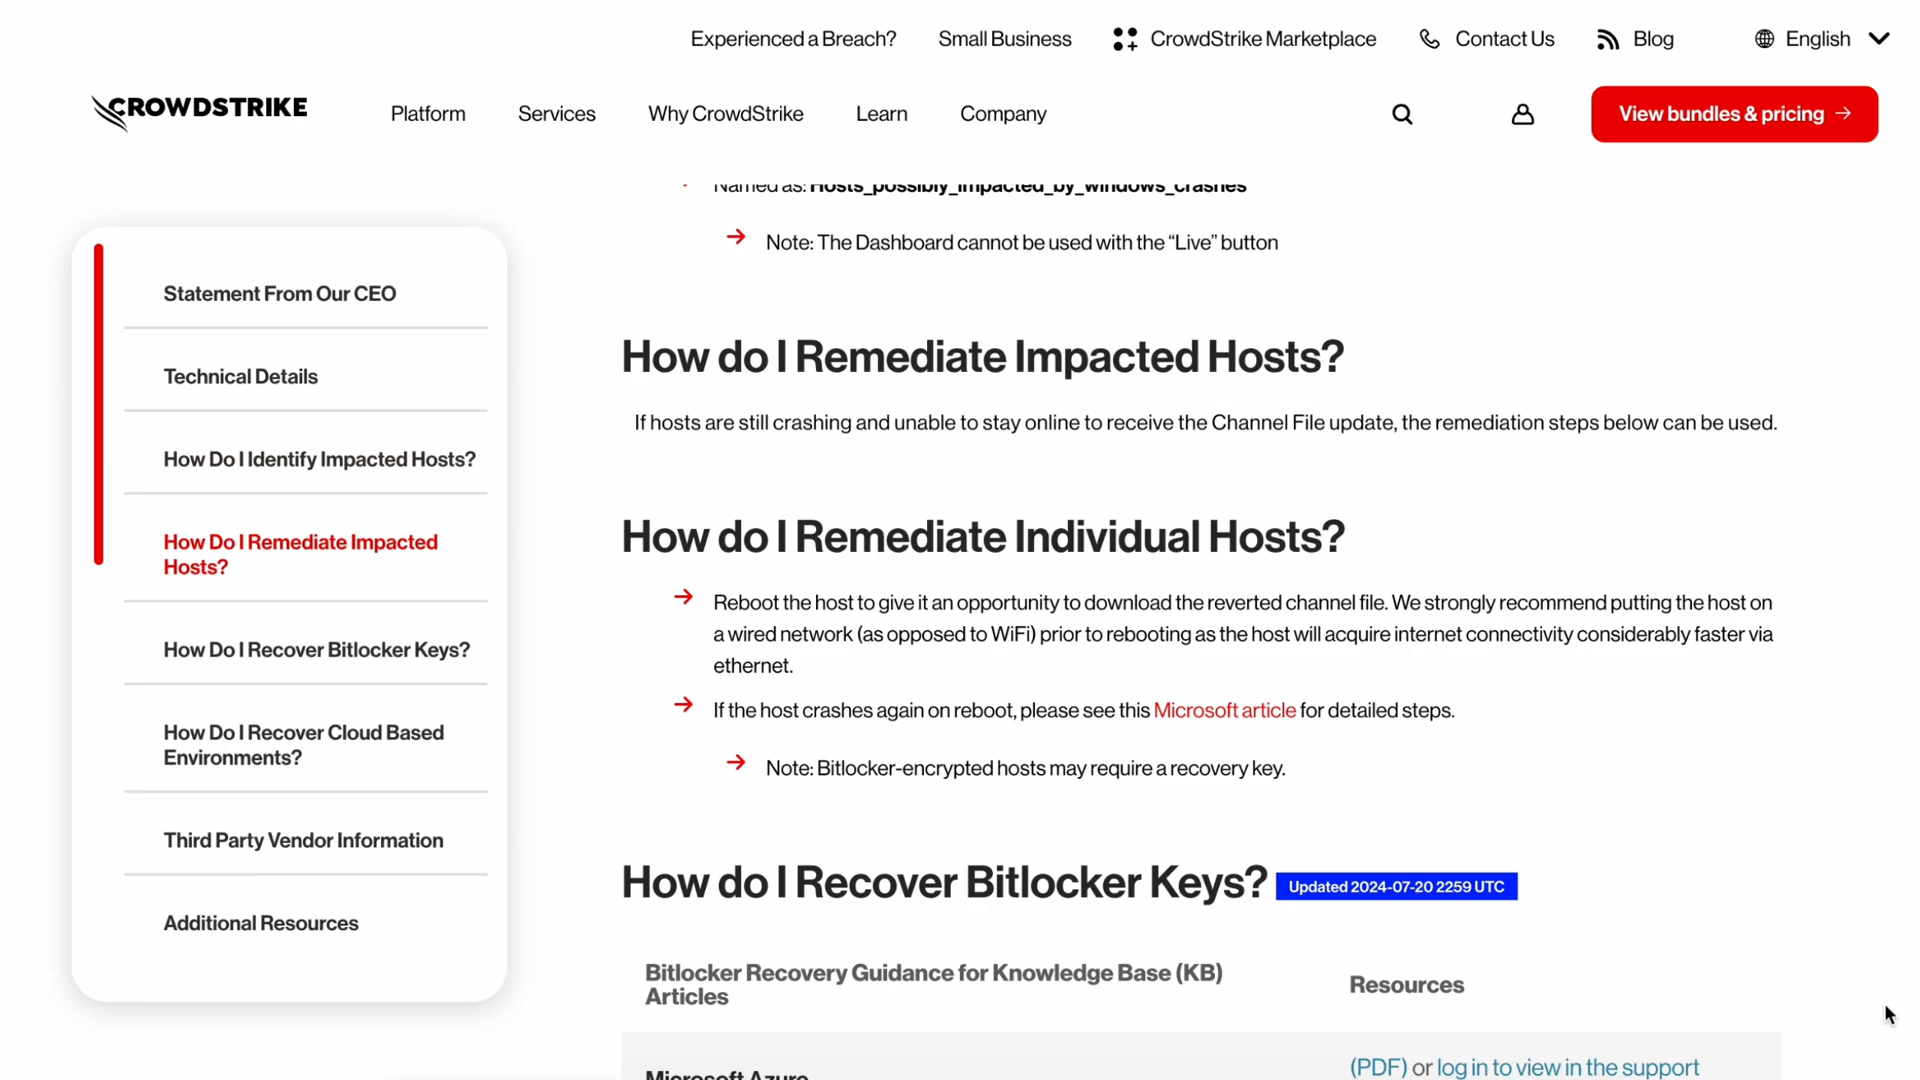 Experienced a Breach?
Small Business
CrowdStrike Marketplace
Contact Us
Blog
English
CROWDSTRIKE
Platform
Services
Why CrowdStrike
Learn
Company
View bundles & pricing
Named as: Hosts_possibly_impacted_by_windows_crashes
Note: The Dashboard cannot be used with the “Live” button
Statement From Our CEO
Technical Details
How Do I Identify Impacted Hosts?
How Do I Remediate Impacted
Hosts?
How Do I Recover Bitlocker Keys?
How Do I Recover Cloud Based
Environments?
Third Party Vendor Information
Additional Resources
How do I Remediate Impacted Hosts?
If hosts are still crashing and unable to stay online to receive the Channel File update, the remediation steps below can be used.
How do I Remediate Individual Hosts?
Reboot the host to give it an opportunity to download the reverted channel file. We strongly recommend putting the host on
a wired network (as opposed to WiFi) prior to rebooting as the host will acquire internet connectivity considerably faster via
ethernet.
If the host crashes again on reboot, please see this Microsoft article for detailed steps.
Note: Bitlocker-encrypted hosts may require a recovery key.
How do I Recover Bitlocker Keys? Updated 2024-07-20 2259 UTC
Bitlocker Recovery Guidance for Knowledge Base (KB)
Articles
Resources
Microsoft Azure
(PDF) or log in to view in the support